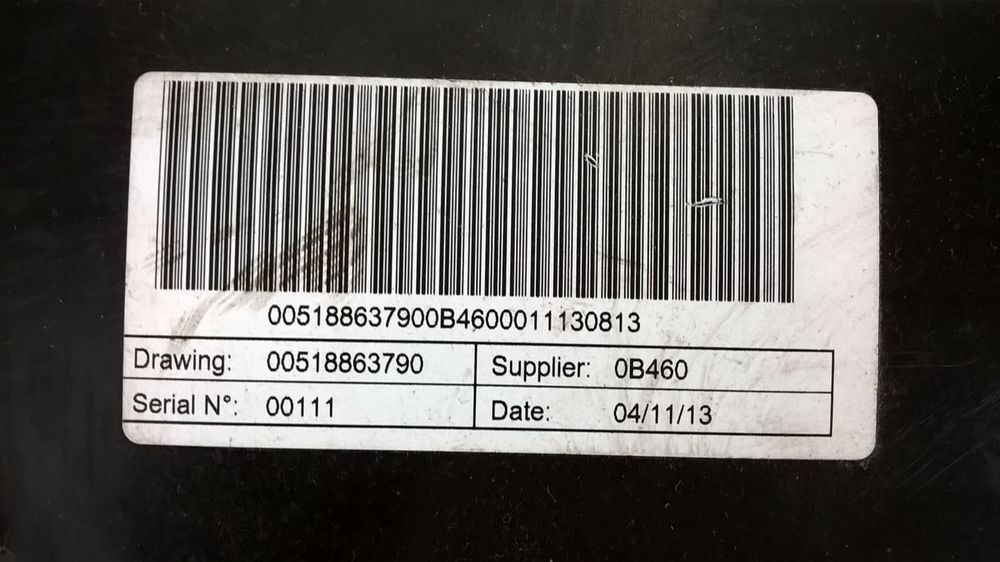 005188637900B4600011130813
Drawing: 00518863790 Supplier: 0B460
Serial N°: 00111 Date: 04/11/13